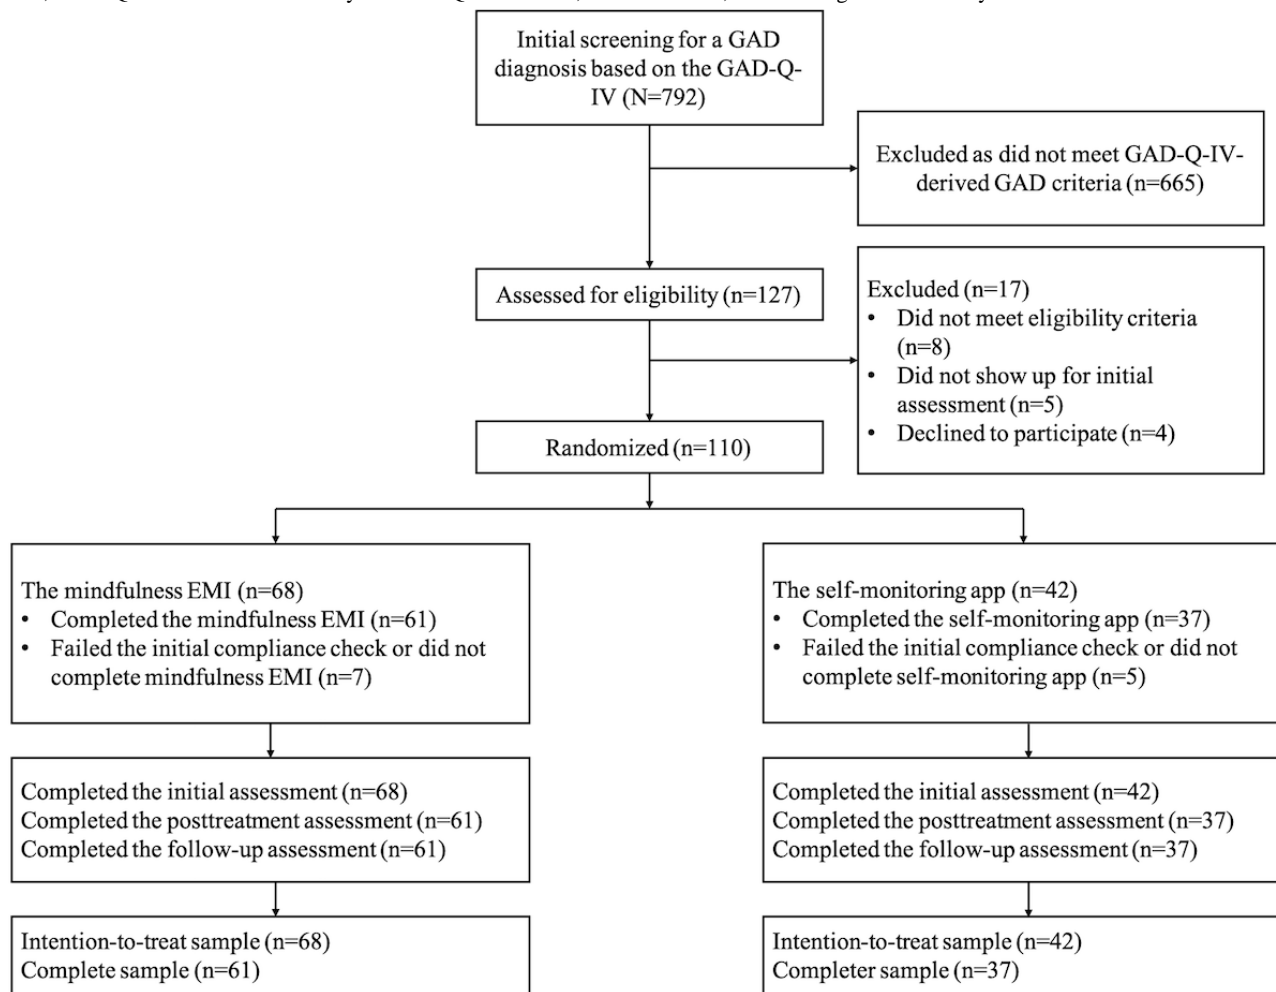 Initial screening for a GAD
diagnosis based on the GAD-Q-
IV (N=792)
Excluded as did not meet GAD-Q-IV-
derived GAD criteria (n=665)
Assessed for eligibility (n=127)
Excluded (n=17)
• Did not meet eligibility criteria
(n=8)
• Did not show up for initial
assessment (n=5)
• Declined to participate (n=4)
Randomized (n=110)
The mindfulness EMI (n=68)
• Completed the mindfulness EMI (n=61)
• Failed the initial compliance check or did not
complete mindfulness EMI (n=7)
The self-monitoring app (n=42)
• Completed the self-monitoring app (n=37)
• Failed the initial compliance check or did not
complete self-monitoring app (n=5)
Completed the initial assessment (n=68)
Completed the posttreatment assessment (n=61)
Completed the follow-up assessment (n=61)
Completed the initial assessment (n=42)
Completed the posttreatment assessment (n=37)
Completed the follow-up assessment (n=37)
Intention-to-treat sample (n=68)
Complete sample (n=61)
Intention-to-treat sample (n=42)
Completer sample (n=37)